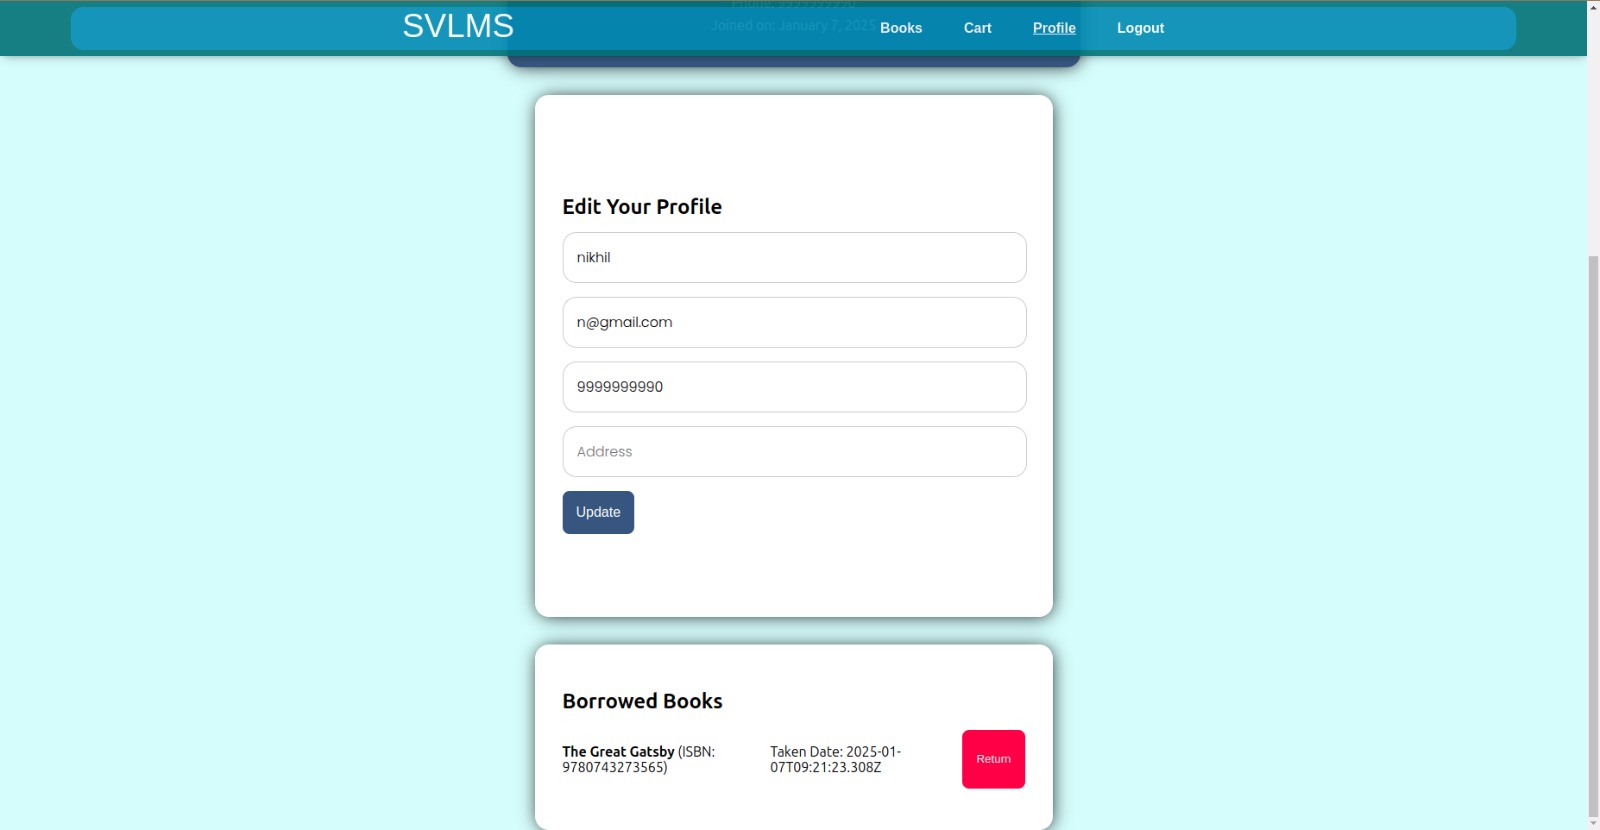 Phone: 9999999990
SVLMS
Joined on: January 7, 2025
Books
Cart
Profile
Logout
Edit Your Profile
nikhil
n@gmail.com
9999999990
Address
Update
Borrowed Books
The Great Gatsby (ISBN:
9780743273565)
Taken Date: 2025-01-
07T09:21:23.308Z
Return